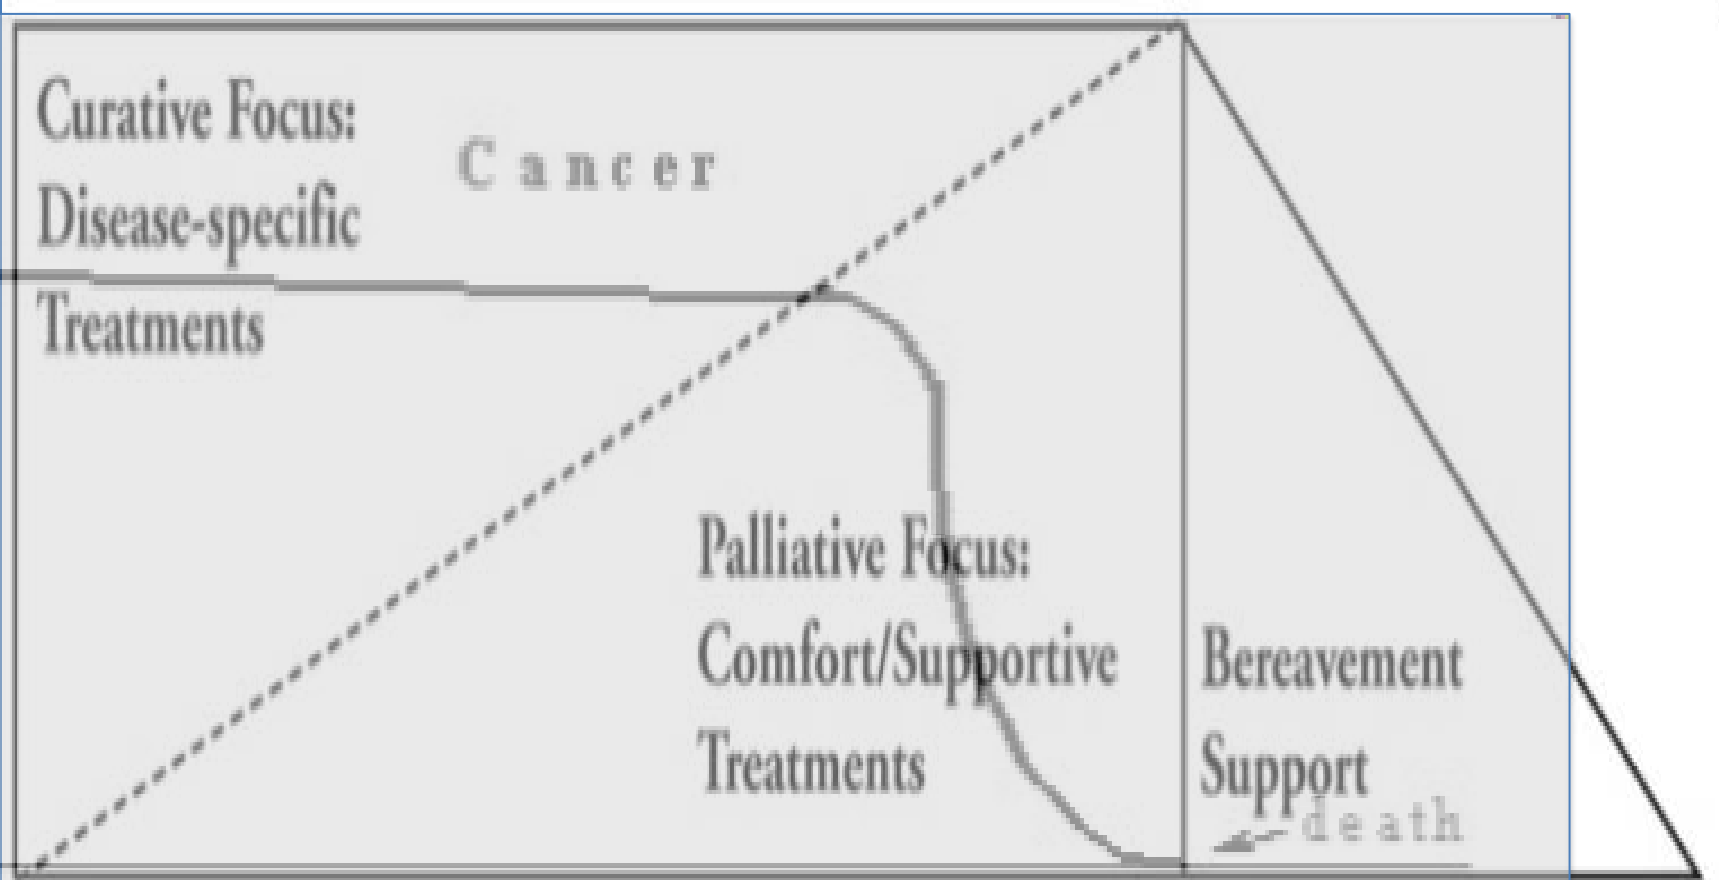 Curative Focus:
Cancer
Disease-specific
Treatments
Palliative Focus:
Comfort/Supportive
Treatments
Bereavement
Support
death